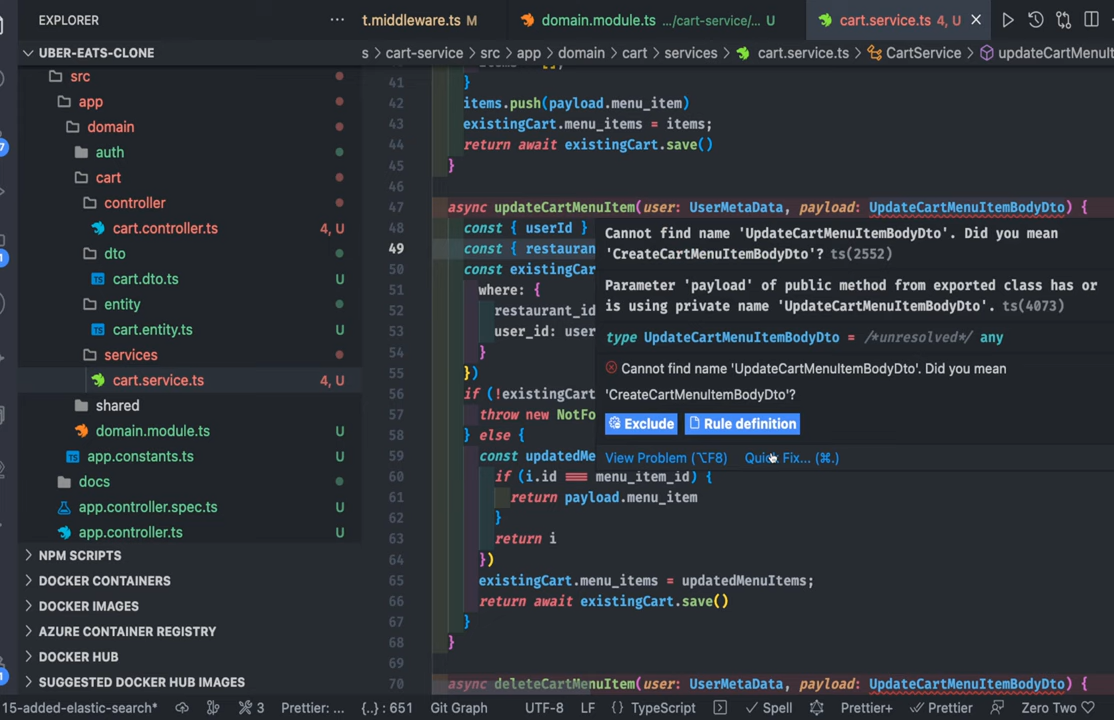 EXPLORER
t.middleware.ts M
domain.module.ts .../cart-service/... U
cart.service.ts 4, U
UBER-EATS-CLONE
s > cart-service > src > app > domain > cart > services > cart.service.ts > CartService > updateCartMenuIt
src
app
domain
auth
cart
controller
cart.controller.ts 4, U
dto
cart.dto.ts U
entity
cart.entity.ts U
services
cart.service.ts 4, U
shared
domain.module.ts U
app.constants.ts U
docs
app.controller.spec.ts U
app.controller.ts U
NPM SCRIPTS
DOCKER CONTAINERS
DOCKER IMAGES
AZURE CONTAINER REGISTRY
DOCKER HUB
SUGGESTED DOCKER HUB IMAGES
41 }
42 items.push(payload.menu_item)
43 existingCart.menu_items = items;
44 return await existingCart.save()
45 }
46
47 async updateCartMenuItem(user: UserMetaData, payload: UpdateCartMenuItemBodyDto) {
48 const { userId }
49 const { restauran
50 const existingCar
51 where: {
52 restaurant_id
53 user_id: user
54 }
55 })
56 if (!existingCart
57 throw new NotFo
58 } else {
59 const updatedMe
60 if (i.id === menu_item_id) {
61 return payload.menu_item
62 }
63 return i
64 })
65 existingCart.menu_items = updatedMenuItems;
66 return await existingCart.save()
67 }
68 }
69
70 async deleteCartMenuItem(user: UserMetaData, payload: UpdateCartMenuItemBodyDto) {
Cannot find name 'UpdateCartMenuItemBodyDto'. Did you mean
'CreateCartMenuItemBodyDto'? ts(2552)
Parameter 'payload' of public method from exported class has or
is using private name 'UpdateCartMenuItemBodyDto'. ts(4073)
type UpdateCartMenuItemBodyDto = /*unresolved*/ any
Cannot find name 'UpdateCartMenuItemBodyDto'. Did you mean
'CreateCartMenuItemBodyDto'?
Exclude
Rule definition
View Problem (⌥F8)
Quick Fix... (⌘.)
15-added-elastic-search*
3
Prettier: ...
{..} : 651
Git Graph
UTF-8
LF
{} TypeScript
Spell
Prettier+
Prettier
Zero Two